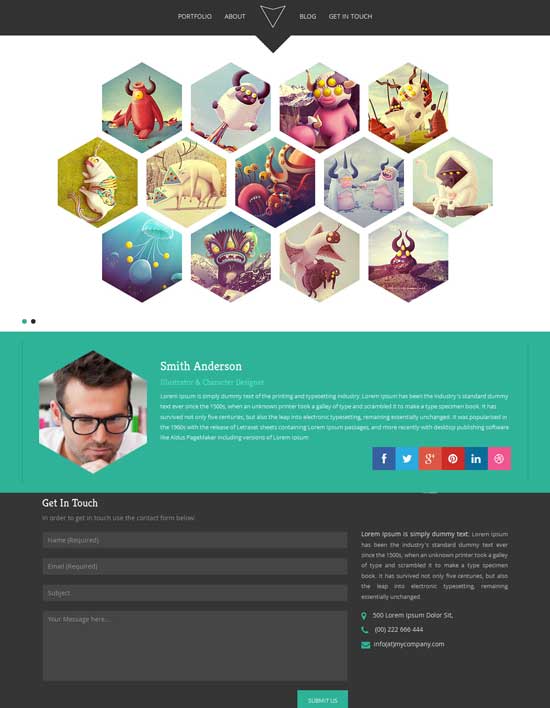 PORTFOLIO ABOUT BLOG GET IN TOUCH
Smith Anderson
Illustrator & Character Designer
Lorem Ipsum is simply dummy text of the printing and typesetting industry. Lorem Ipsum has been the industry's standard dummy
text ever since the 1500s, when an unknown printer took a galley of type and scrambled it to make a type specimen book. It has
survived not only five centuries, but also the leap into electronic typesetting, remaining essentially unchanged. It was popularised in
the 1960s with the release of Letraset sheets containing Lorem Ipsum passages, and more recently with desktop publishing software
like Aldus PageMaker including versions of Lorem Ipsum
f g+ in
Get In Touch
In order to get in touch use the contact form below:
Name (Required)
Email (Required)
Subject
Your Message here...
SUBMIT US
Lorem Ipsum is simply dummy text. Lorem Ipsum
has been the industry's standard dummy text ever
since the 1500s, when an unknown printer took a galley
of type and scrambled it to make a type specimen
book. It has survived not only five centuries, but also
the leap into electronic typesetting, remaining
essentially unchanged
500 Lorem Ipsum Dolor Sit,
(00) 222 666 444
info(at)mycompany.com